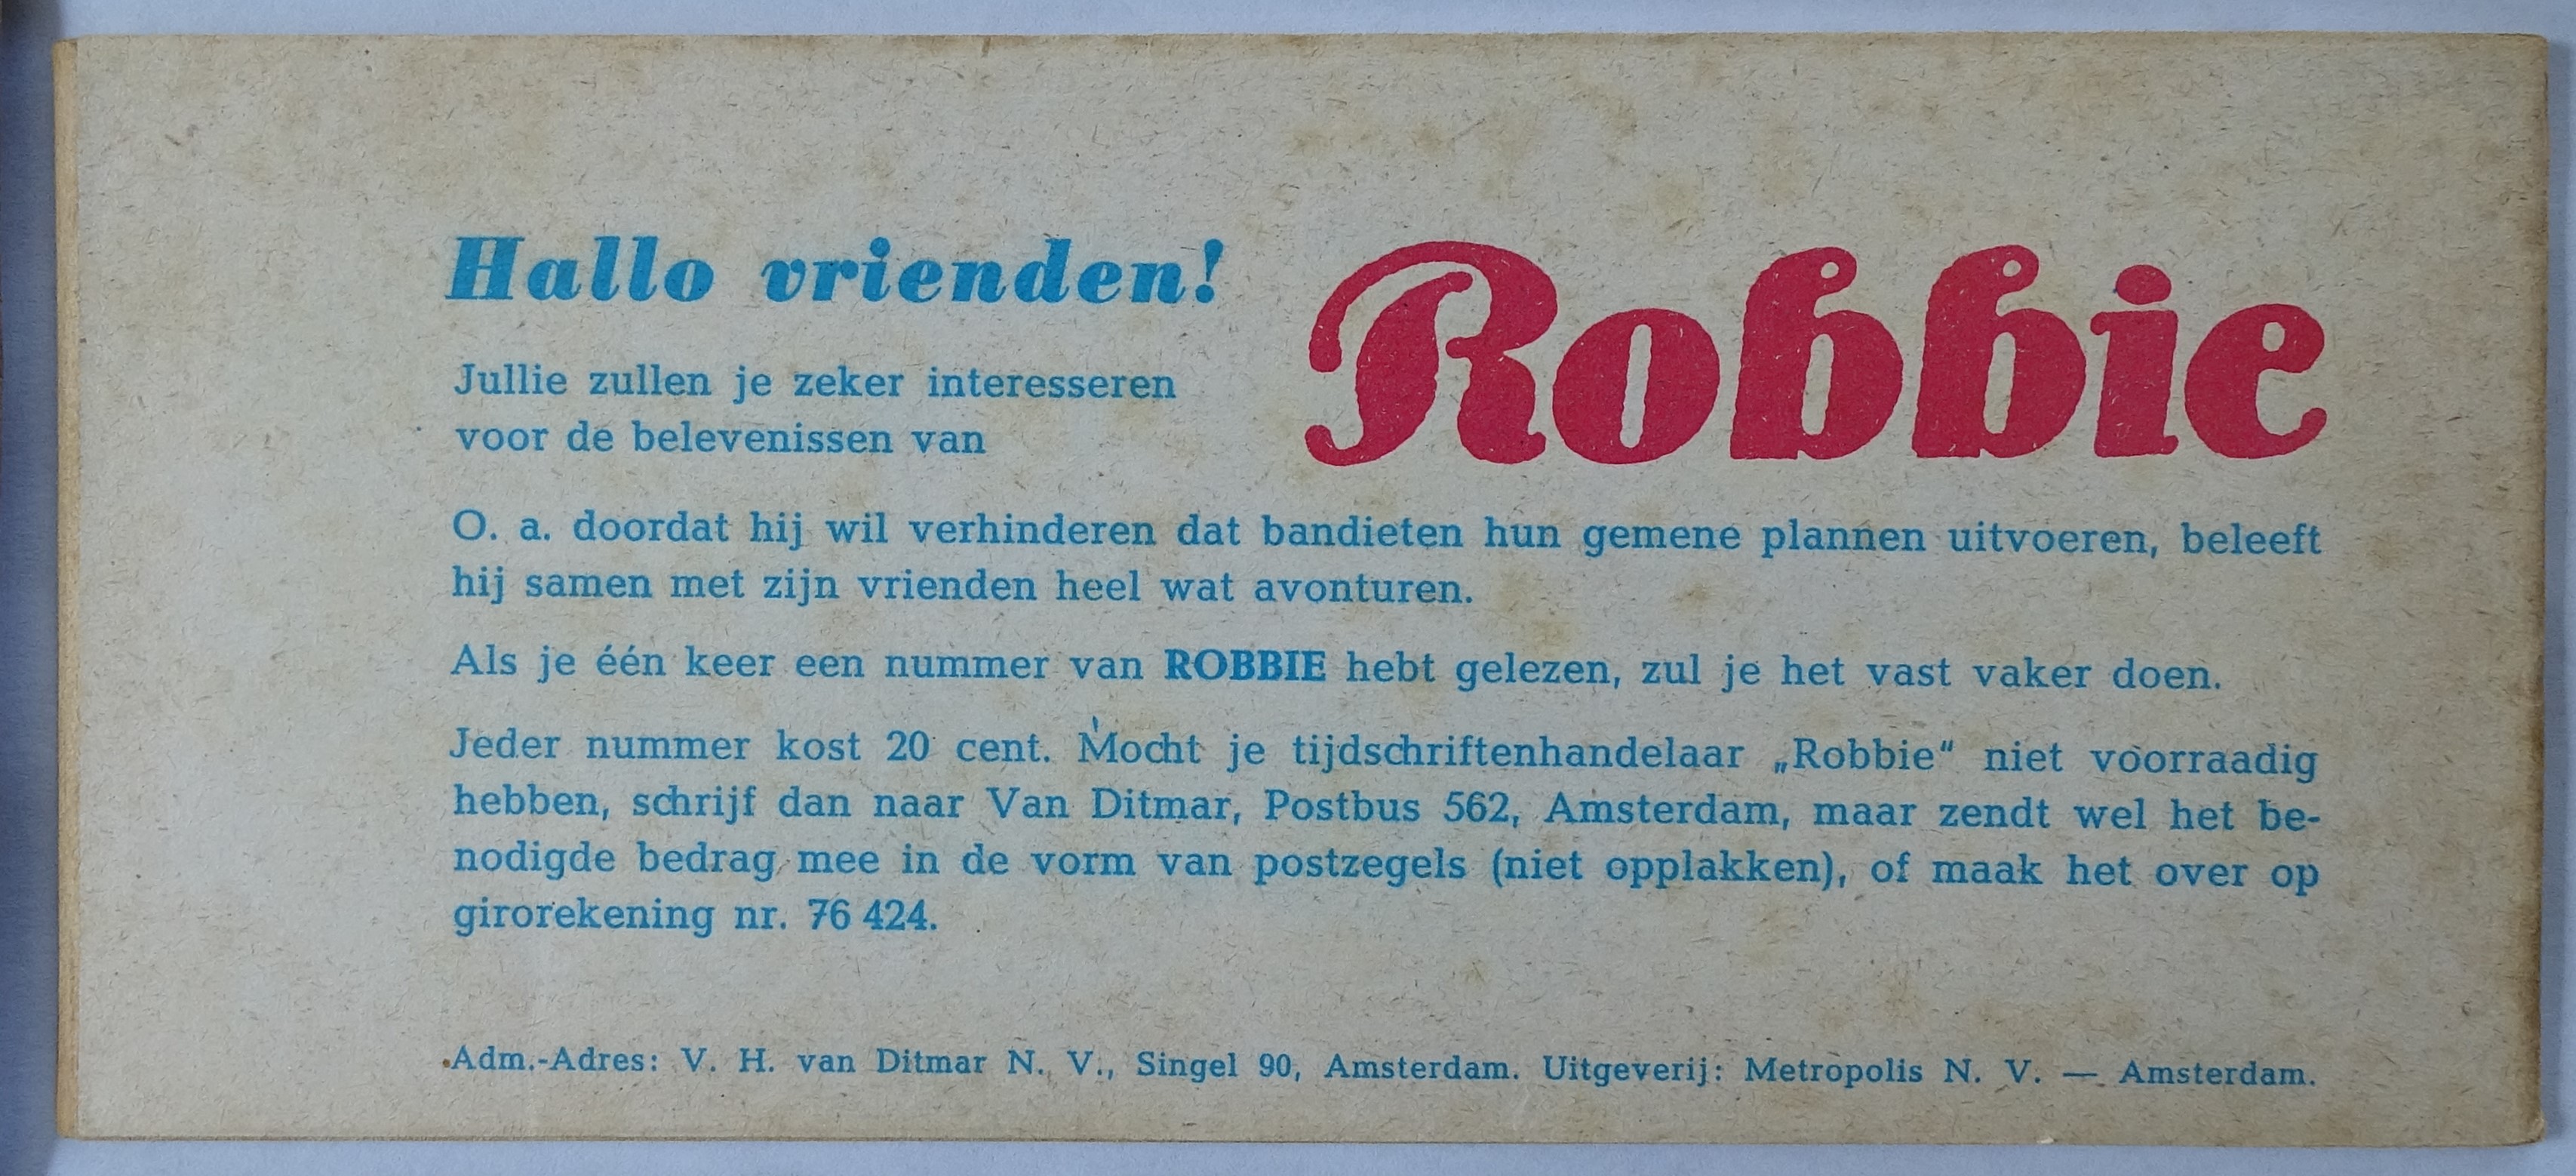 Hallo vrienden!
Jullie zullen je zeker interesseren
voor de belevenissen van
Robbie
O. a. doordat hij wil verhinderen dat bandieten hun gemene plannen uitvoeren, beleeft
hij samen met zijn vrienden heel wat avonturen.
Als je één keer een nummer van ROBBIE hebt gelezen, zul je het vast vaker doen.
Jeder nummer kost 20 cent. Mocht je tijdschriftenhandelaar „Robbie“ niet voorraadig
hebben, schrijf dan naar Van Ditmar, Postbus 562, Amsterdam, maar zendt wel het be-
nodigde bedrag mee in de vorm van postzegels (niet opplakken), of maak het over op
girorekening nr. 76 424.
Adm.-Adres: V. H. van Ditmar N. V., Singel 90, Amsterdam. Uitgeverij: Metropolis N. V. — Amsterdam.